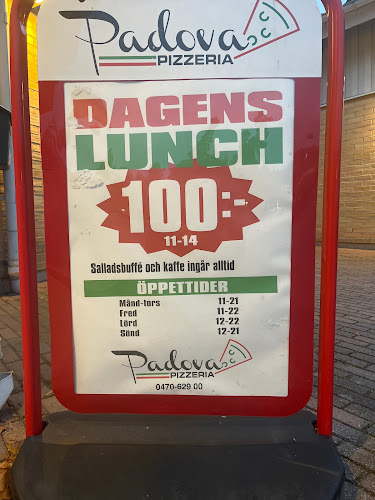 Padova
PIZZERIA
DAGENS
LUNCH
100:-
11-14
Salladsbuffé och kaffe ingår alltid
ÖPPETTIDER
Månd-tors 11-21
Fred 11-22
Lörd 12-22
Sönd 12-21
Padova
PIZZERIA
0470-629 00